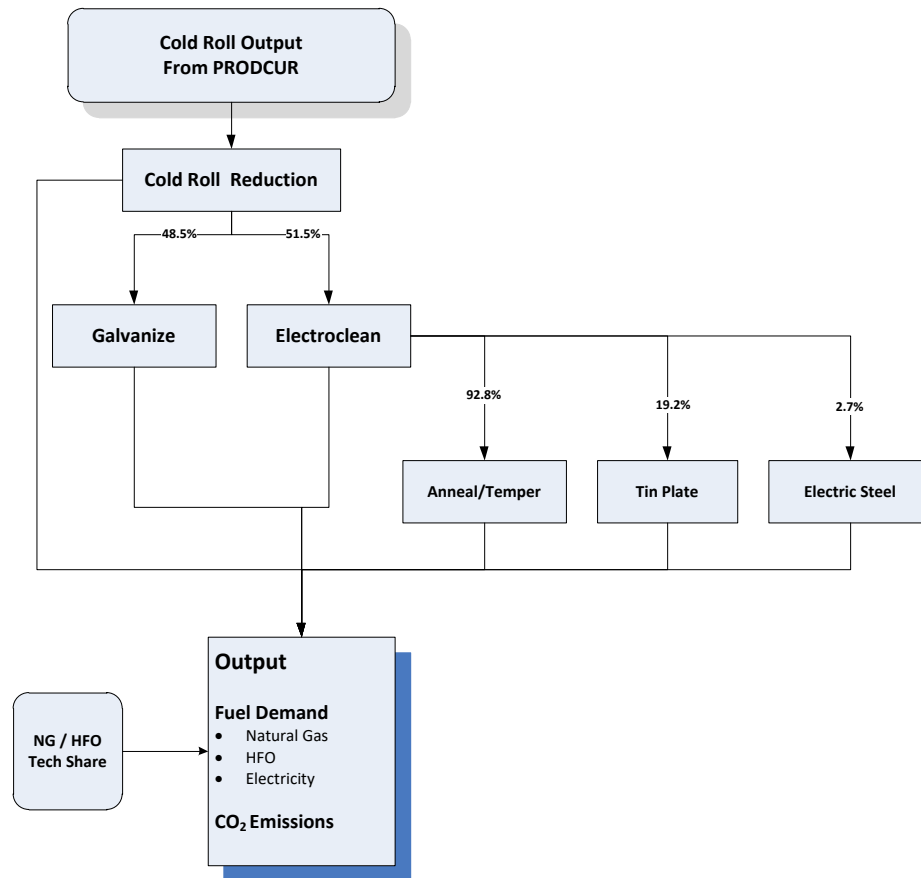 Cold Roll Output
From PRODCUR
Cold Roll Reduction
48.5%
51.5%
Galvanize
Electroclean
92.8%
19.2%
2.7%
Anneal/Temper
Tin Plate
Electric Steel
Output
Fuel Demand
• Natural Gas
• HFO
• Electricity
CO₂ Emissions
NG / HFO
Tech Share